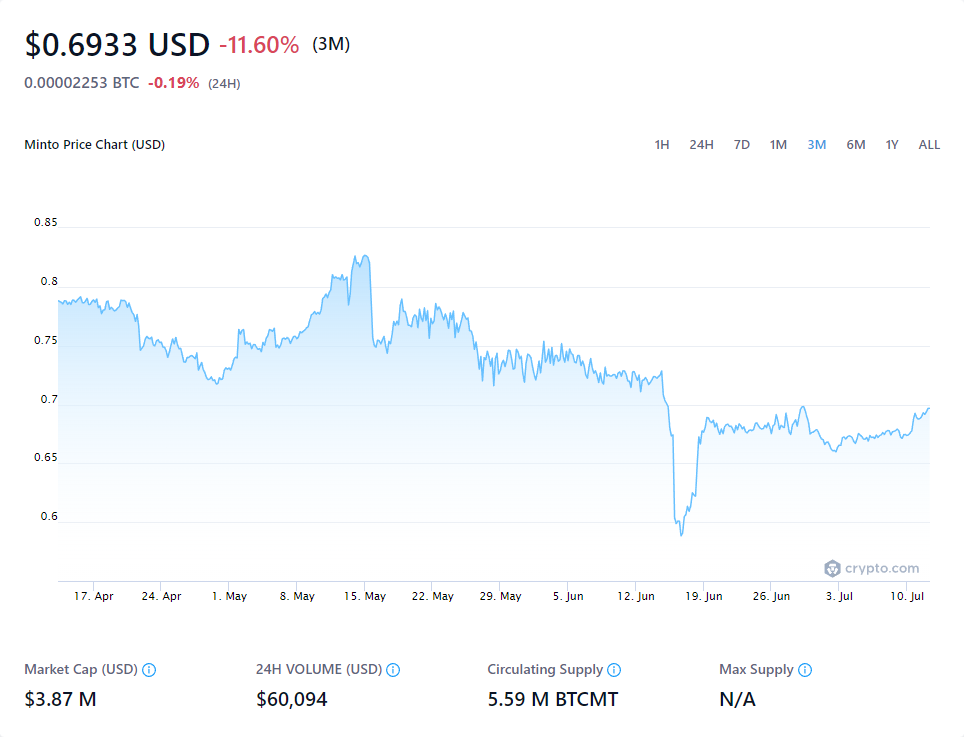 $0.6933 USD -11.60% (3M)
0.00002253 BTC -0.19% (24H)
Minto Price Chart (USD) 1H 24H 7D 1M 3M 6M 1Y ALL
0.85
0.8
0.75
0.7
0.65
0.6
crypto.com
17. Apr 24. Apr 1. May 8. May 15. May 22. May 29. May 5. Jun 12. Jun 19. Jun 26. Jun 3. Jul 10. Jul
Market Cap (USD) 24H VOLUME (USD) Circulating Supply Max Supply
$3.87 M $60,094 5.59 M BTCMT N/A